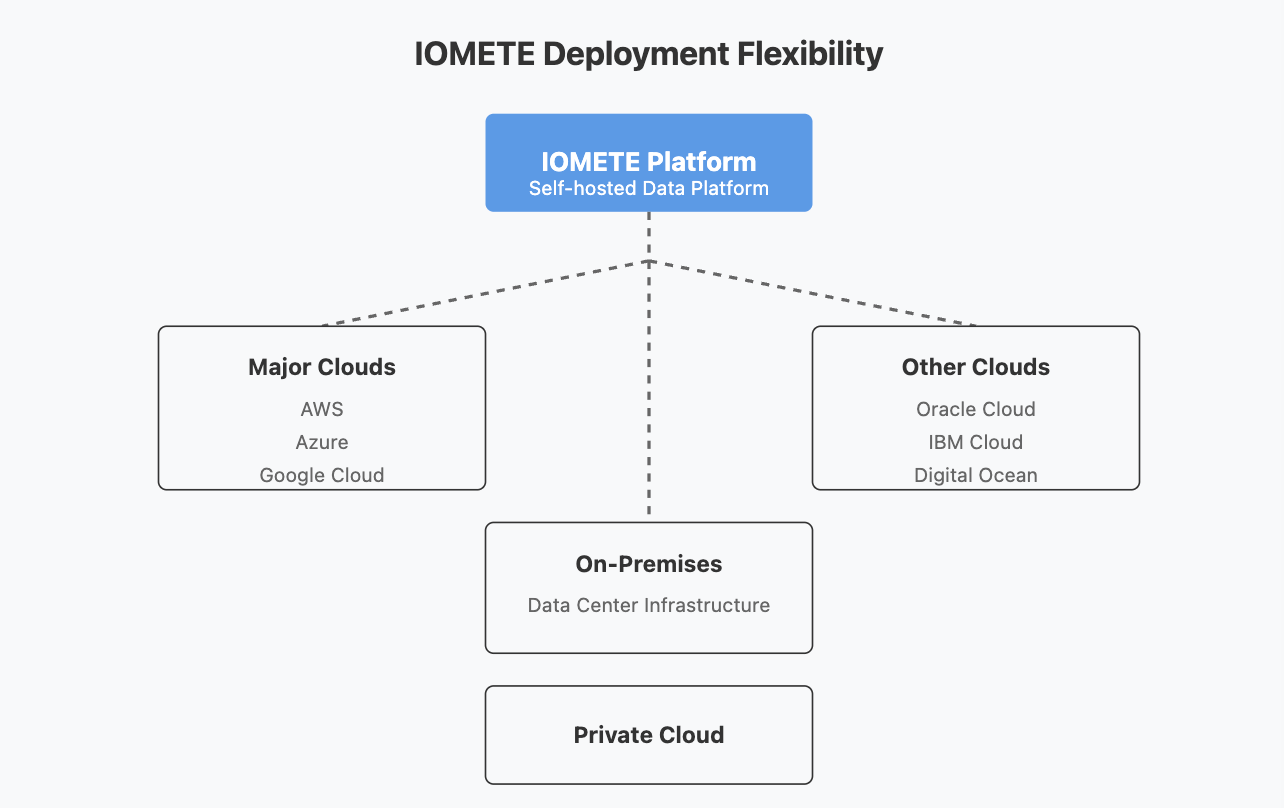 IOMETE Deployment Flexibility
IOMETE Platform
Self-hosted Data Platform
Major Clouds
AWS
Azure
Google Cloud
Other Clouds
Oracle Cloud
IBM Cloud
Digital Ocean
On-Premises
Data Center Infrastructure
Private Cloud